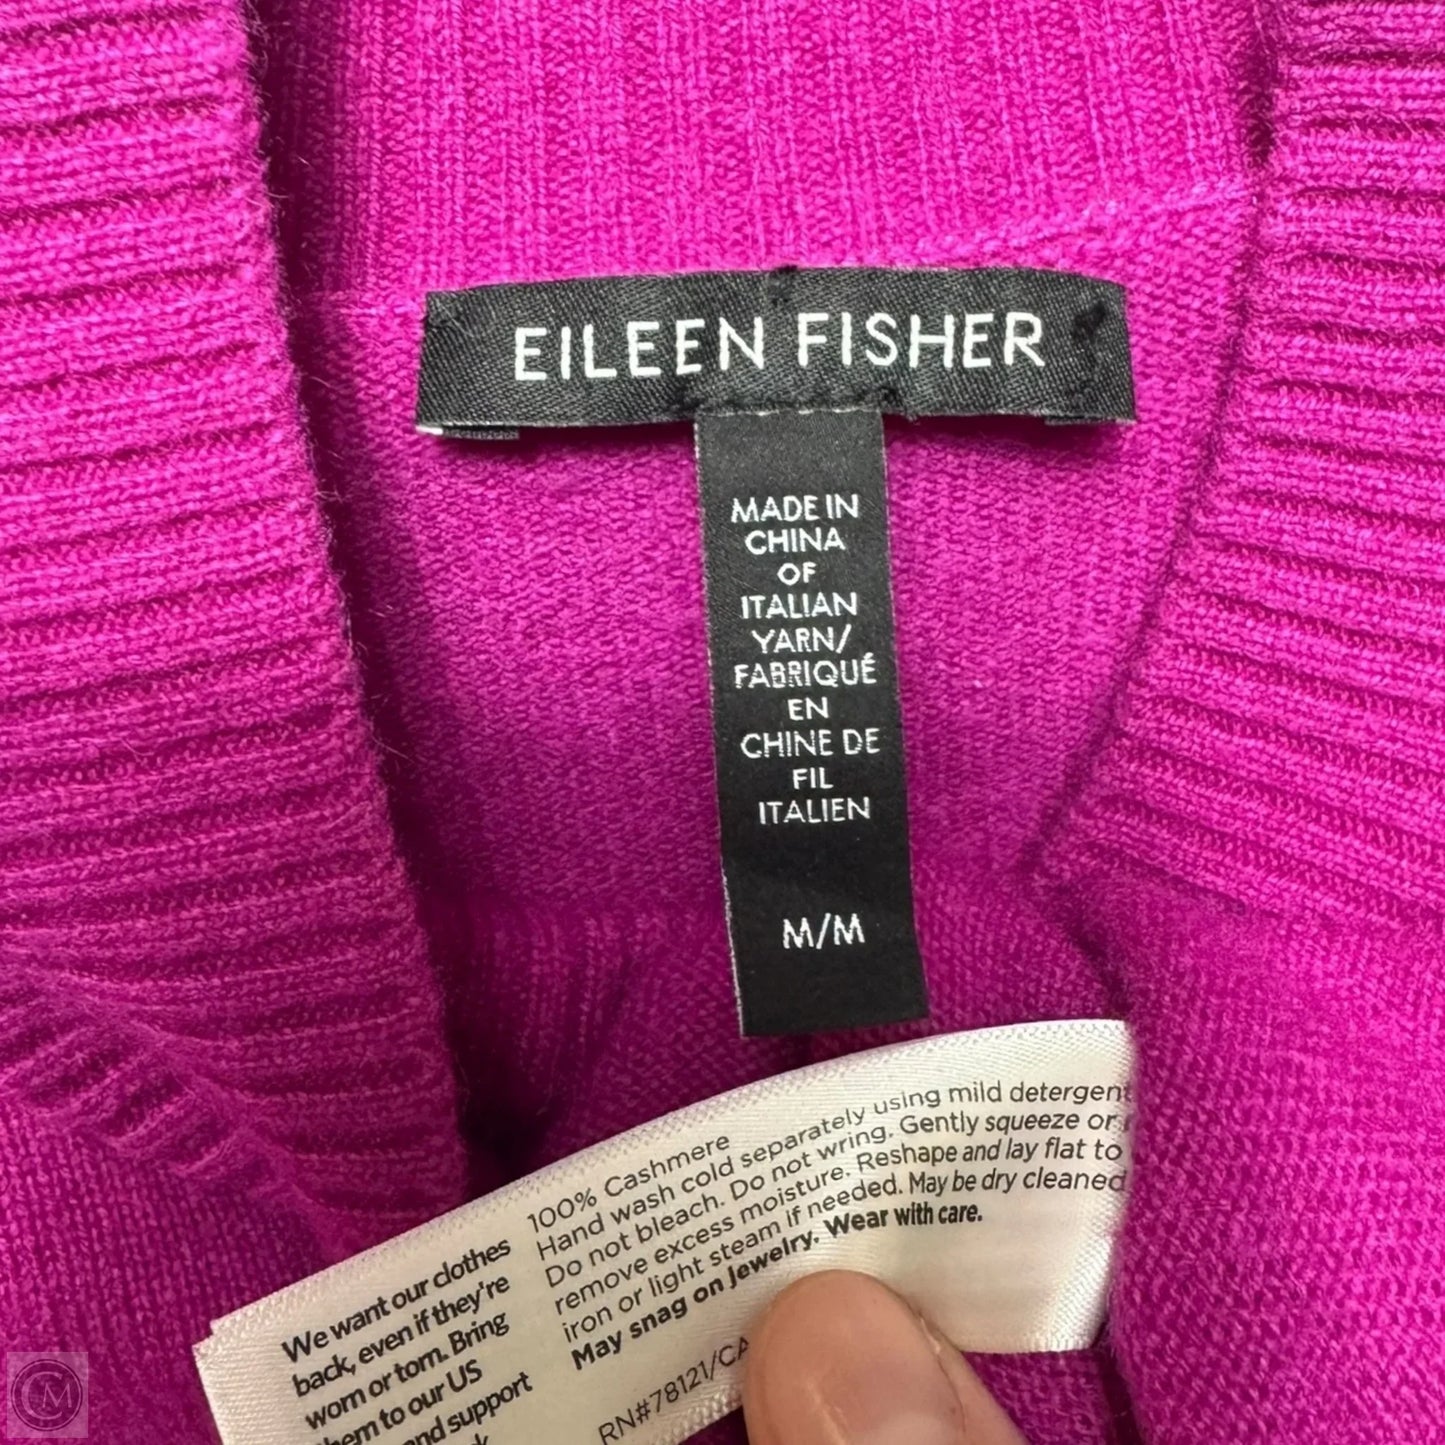 EILEEN FISHER
MADE IN
CHINA
OF
ITALIAN
YARN/
FABRIQUÉ
EN
CHINE DE
FIL
ITALIEN
M/M
100% Cashmere
Hand wash cold separately using mild detergent
Do not bleach. Do not wring. Gently squeeze or
remove excess moisture. Reshape and lay flat to
iron or light steam if needed. May be dry cleaned
May snag on jewelry. Wear with care.
RN#78121/CA
We want our clothes
back, even if they're
worn or torn. Bring
them to our US
and support
CM